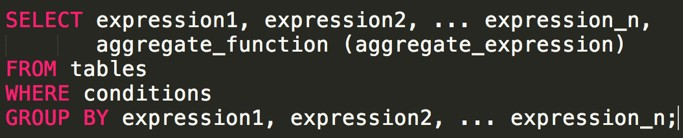 SELECT expression1, expression2, ... expression_n,
aggregate_function (aggregate_expression)
FROM tables
WHERE conditions
GROUP BY expression1, expression2, ... expression_n;